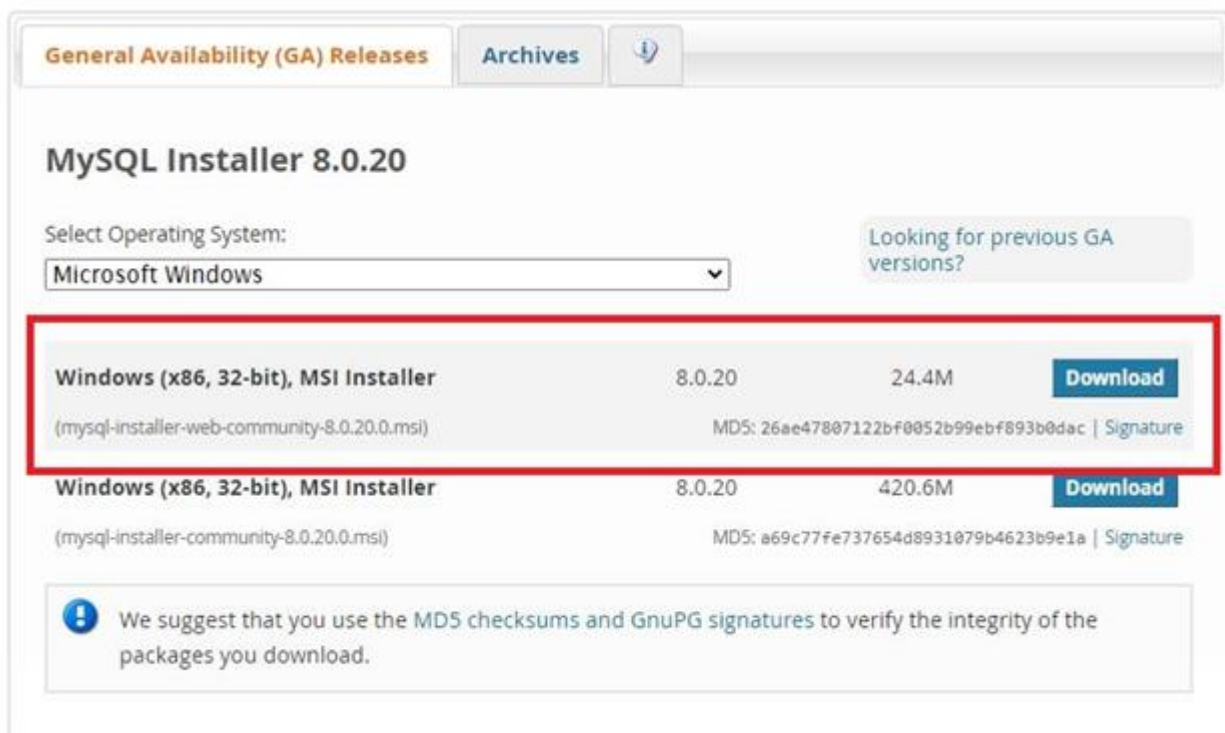 General Availability (GA) Releases Archives
MySQL Installer 8.0.20
Select Operating System:
Looking for previous GA
versions?
Microsoft Windows
Windows (x86, 32-bit), MSI Installer 8.0.20 24.4M Download
(mysql-installer-web-community-8.0.20.0.msi) MD5: 26ae47807122bf0052b99ebf893b0dac | Signature
Windows (x86, 32-bit), MSI Installer 8.0.20 420.6M Download
(mysql-installer-community-8.0.20.0.msi) MD5: a69c77fe737654d8931079b4623b9e1a | Signature
We suggest that you use the MD5 checksums and GnuPG signatures to verify the integrity of the
packages you download.